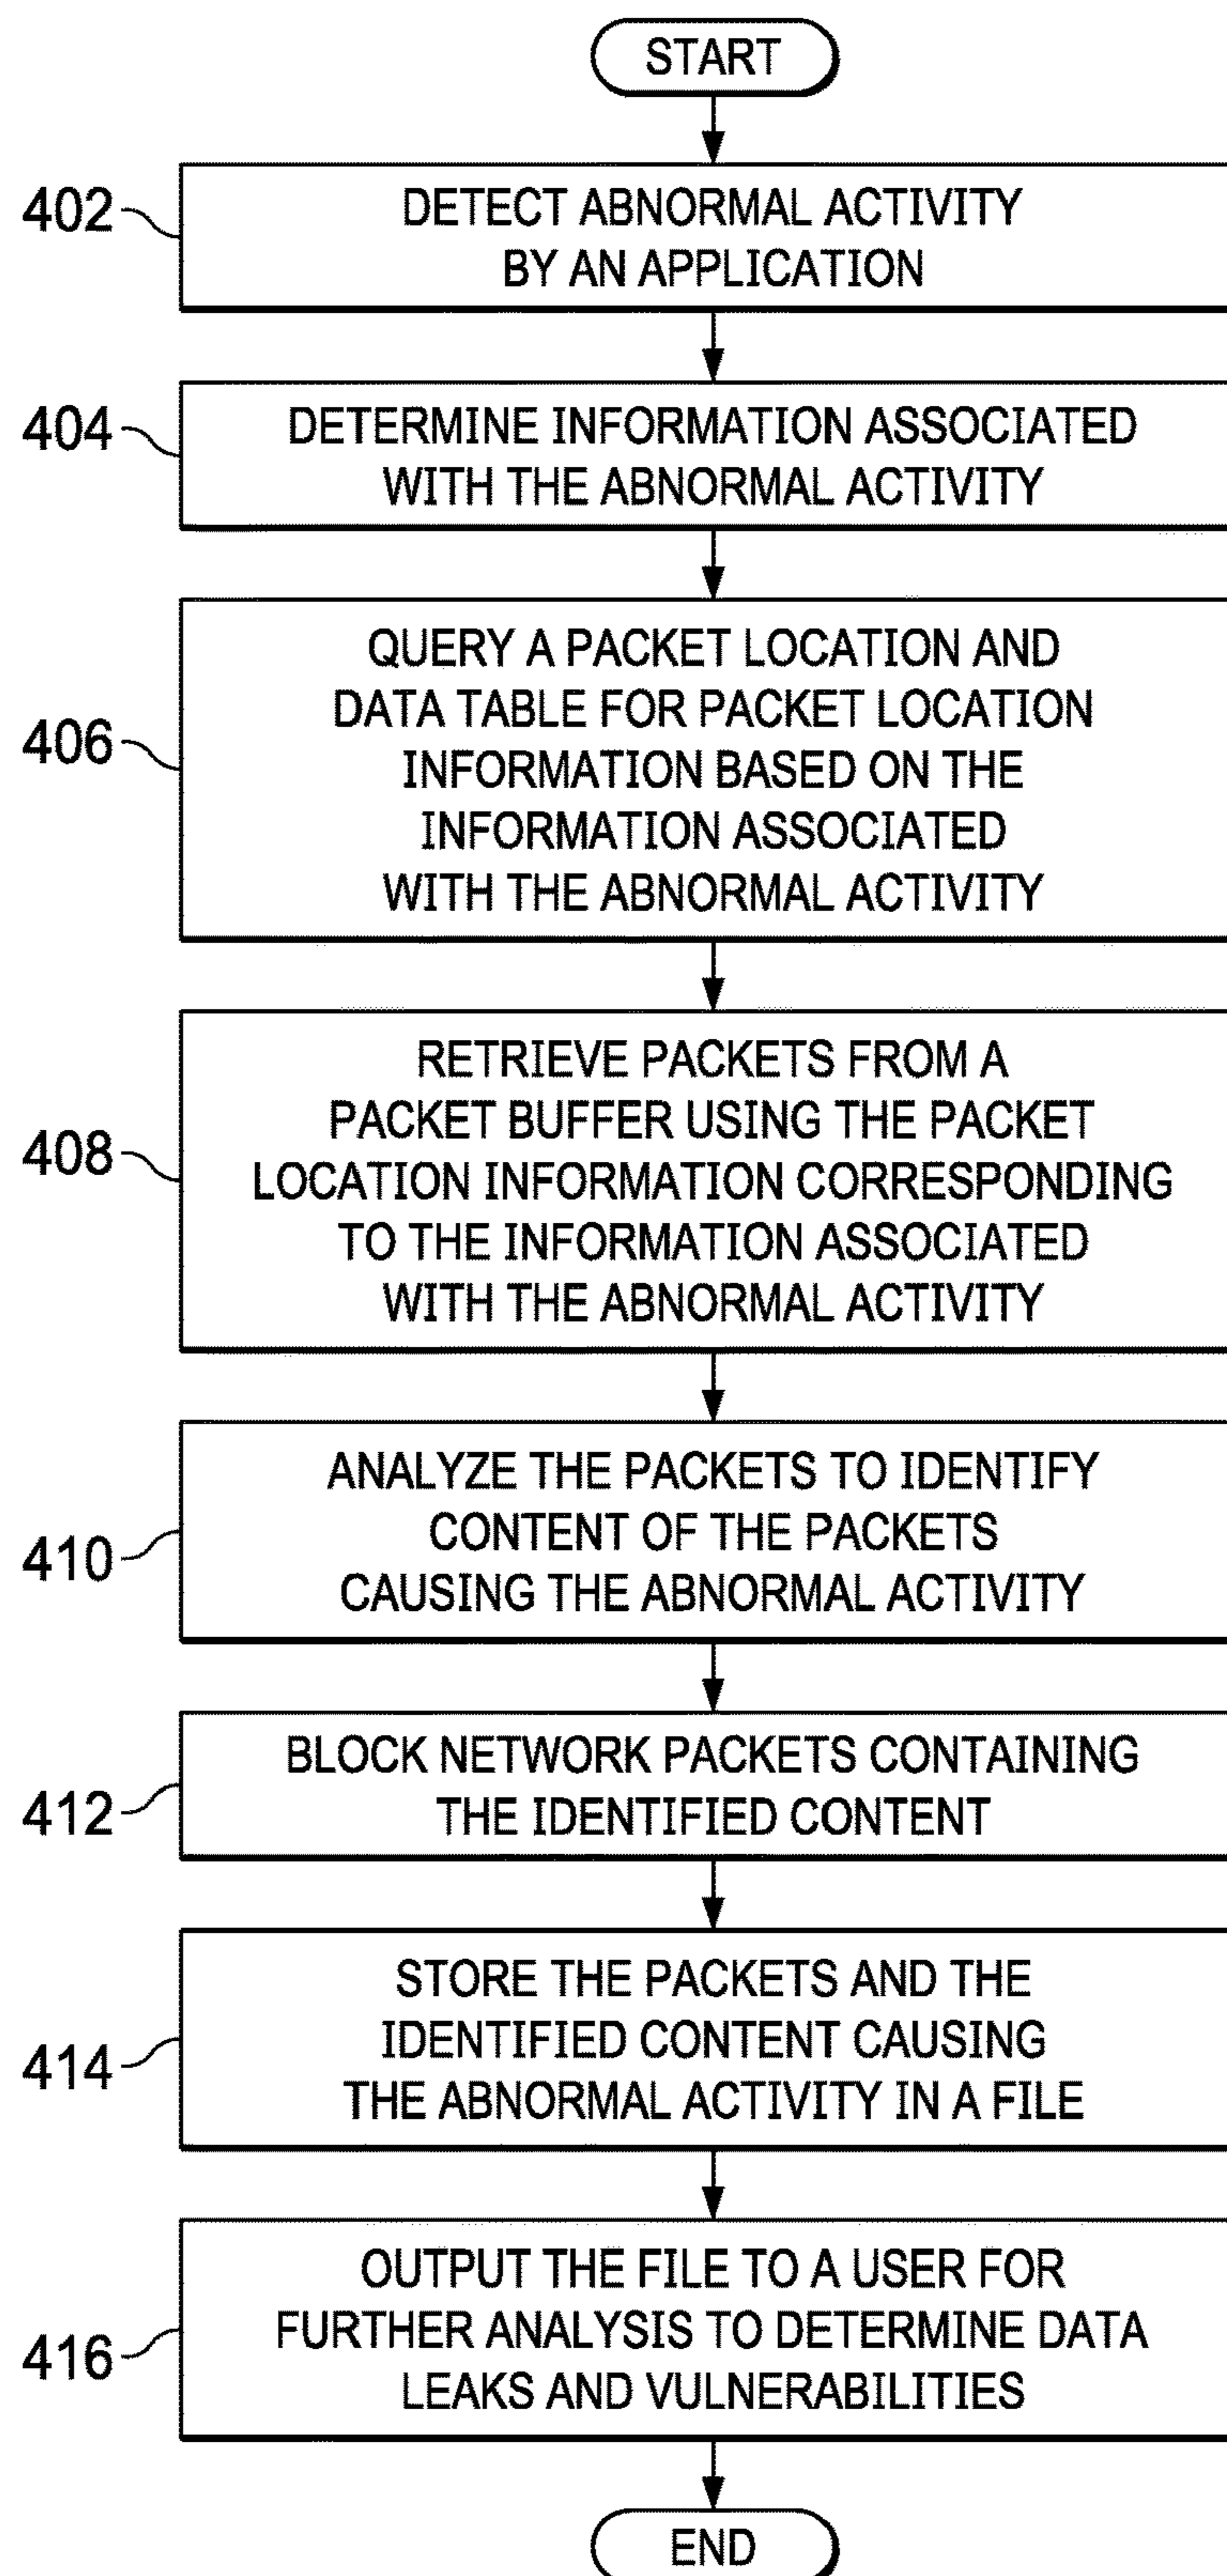 START
402
DETECT ABNORMAL ACTIVITY
BY AN APPLICATION
404
DETERMINE INFORMATION ASSOCIATED
WITH THE ABNORMAL ACTIVITY
406
QUERY A PACKET LOCATION AND
DATA TABLE FOR PACKET LOCATION
INFORMATION BASED ON THE
INFORMATION ASSOCIATED
WITH THE ABNORMAL ACTIVITY
408
RETRIEVE PACKETS FROM A
PACKET BUFFER USING THE PACKET
LOCATION INFORMATION CORRESPONDING
TO THE INFORMATION ASSOCIATED
WITH THE ABNORMAL ACTIVITY
410
ANALYZE THE PACKETS TO IDENTIFY
CONTENT OF THE PACKETS
CAUSING THE ABNORMAL ACTIVITY
412
BLOCK NETWORK PACKETS CONTAINING
THE IDENTIFIED CONTENT
414
STORE THE PACKETS AND THE
IDENTIFIED CONTENT CAUSING
THE ABNORMAL ACTIVITY IN A FILE
416
OUTPUT THE FILE TO A USER FOR
FURTHER ANALYSIS TO DETERMINE DATA
LEAKS AND VULNERABILITIES
END